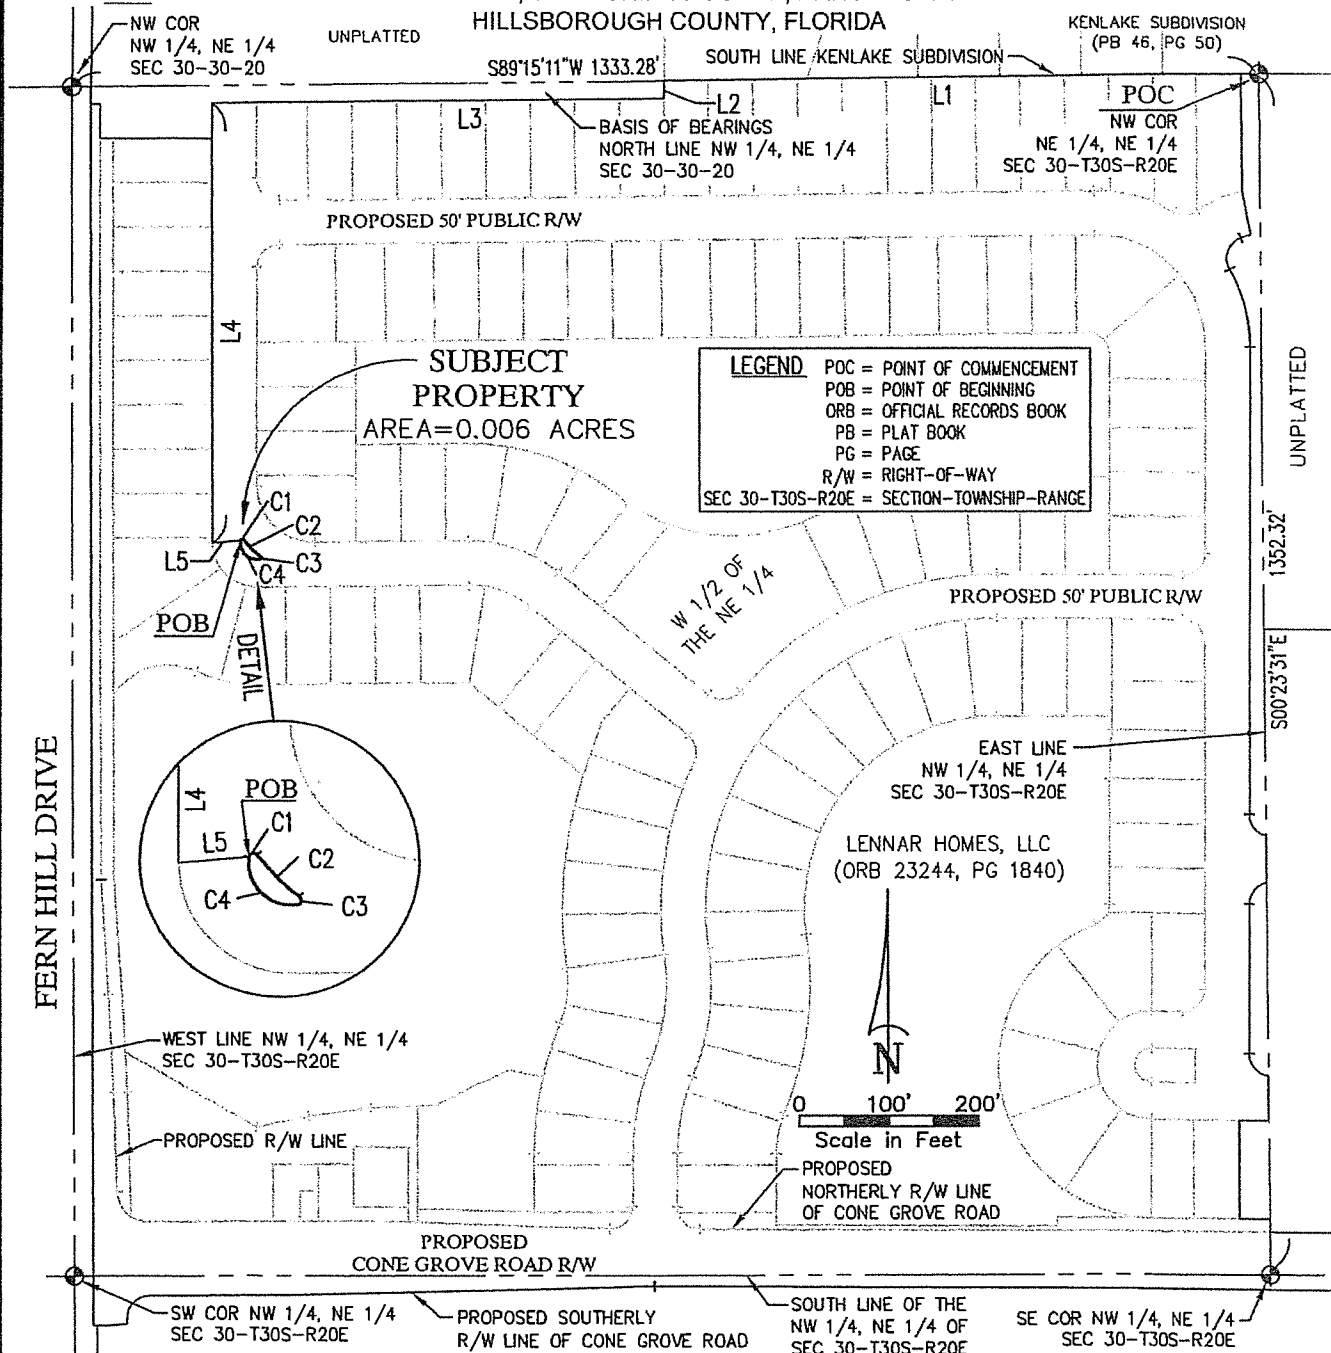 HILLSBOROUGH COUNTY, FLORIDA
NW COR
NW 1/4, NE 1/4
SEC 30-30-20
UNPLATTED
S89°15'11"W 1333.28'
SOUTH LINE KENLAKE SUBDIVISION
KENLAKE SUBDIVISION
(PB 46, PG 50)
L3
L2
L1
POC
NW COR
NE 1/4, NE 1/4
SEC 30-T30S-R20E
BASIS OF BEARINGS
NORTH LINE NW 1/4, NE 1/4
SEC 30-30-20
PROPOSED 50' PUBLIC R/W
L4
SUBJECT
PROPERTY
AREA=0.006 ACRES
LEGEND
POC = POINT OF COMMENCEMENT
POB = POINT OF BEGINNING
ORB = OFFICIAL RECORDS BOOK
PB = PLAT BOOK
PG = PAGE
R/W = RIGHT-OF-WAY
SEC 30-T30S-R20E = SECTION-TOWNSHIP-RANGE
UNPLATTED
C1
C2
C3
C4
L5
POB
DETAIL
W 1/2 OF
THE NE 1/4
PROPOSED 50' PUBLIC R/W
S00°23'31"E
1352.32'
EAST LINE
NW 1/4, NE 1/4
SEC 30-T30S-R20E
FERN HILL DRIVE
L4
POB
C1
L5
C2
C4
C3
LENNAR HOMES, LLC
(ORB 23244, PG 1840)
WEST LINE NW 1/4, NE 1/4
SEC 30-T30S-R20E
N
0 100' 200'
Scale in Feet
PROPOSED R/W LINE
PROPOSED
NORTHERLY R/W LINE
OF CONE GROVE ROAD
PROPOSED
CONE GROVE ROAD R/W
SW COR NW 1/4, NE 1/4
SEC 30-T30S-R20E
PROPOSED SOUTHERLY
R/W LINE OF CONE GROVE ROAD
SOUTH LINE OF THE
NW 1/4, NE 1/4 OF
SEC 30-T30S-R20E
SE COR NW 1/4, NE 1/4
SEC 30-T30S-R20E